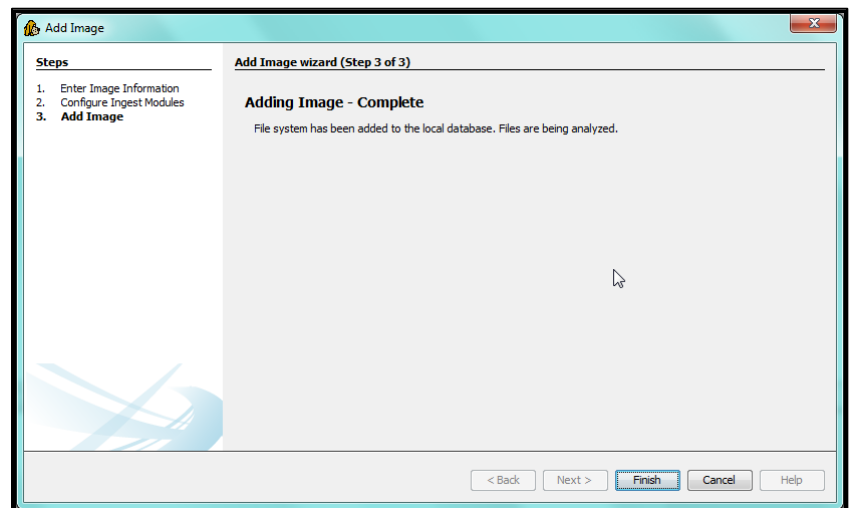 Add Image
Steps
1. Enter Image Information
2. Configure Ingest Modules
3. Add Image
Add Image wizard (Step 3 of 3)
Adding Image - Complete
File system has been added to the local database. Files are being analyzed.
< Back
Next >
Finish
Cancel
Help